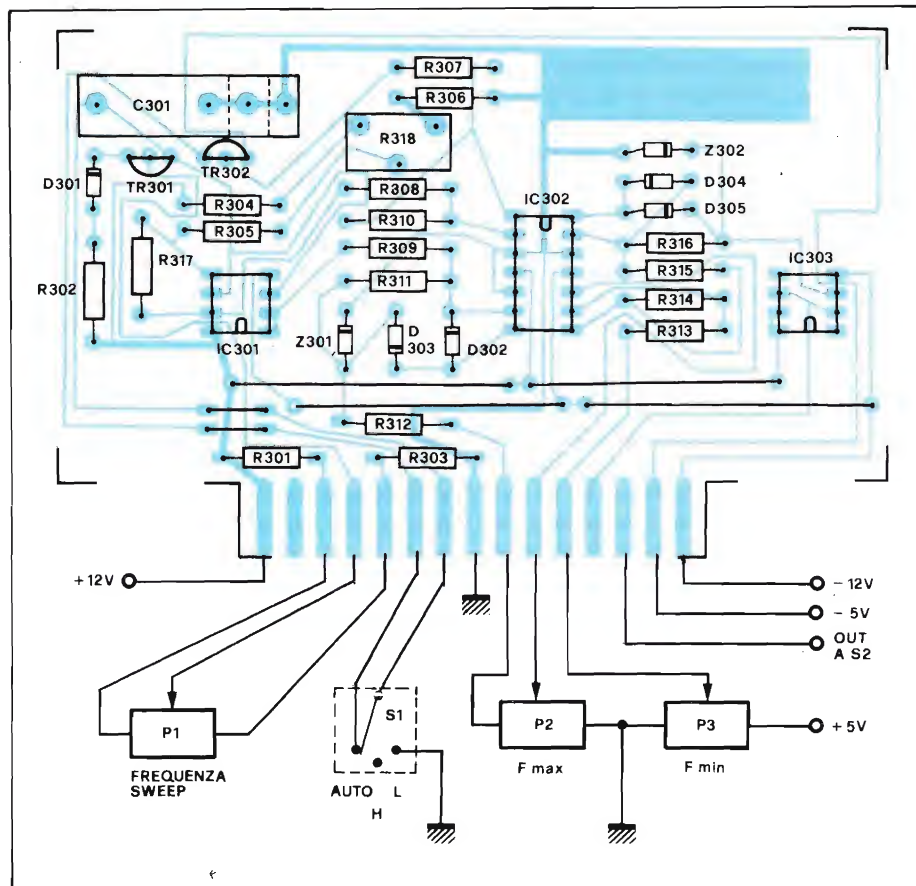 R307
R306
C301
R318
Z302
D301
TR301
TR302
D304
R308
IC302
D305
R304
R310
R305
R316
R317
R309
IC303
R315
R302
R311
R314
R313
IC301
Z301
D
303
D302
R312
R301
R303
+12V
-12V
-5V
OUT
A S2
S1
P1
P2
P3
+5V
FREQUENZA
SWEEP
AUTO
L
H
F max
F min